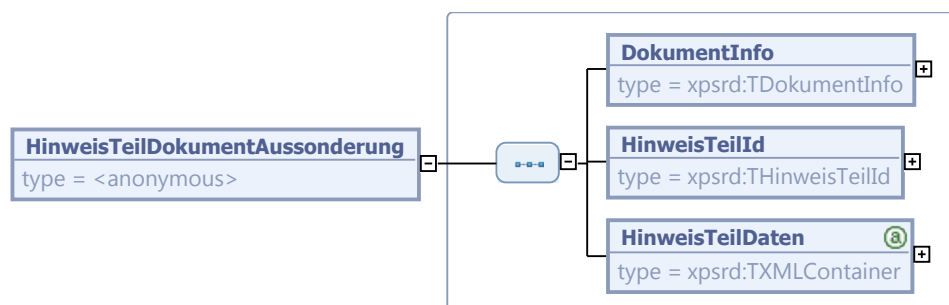 DokumentInfo
type = xpsrd:TDokumentInfo
HinweisTeilDokumentAussonderung
type = <anonymous>
HinweisTeilId
type = xpsrd:THinweisTeilId
HinweisTeilDaten
a
type = xpsrd:TXMLContainer